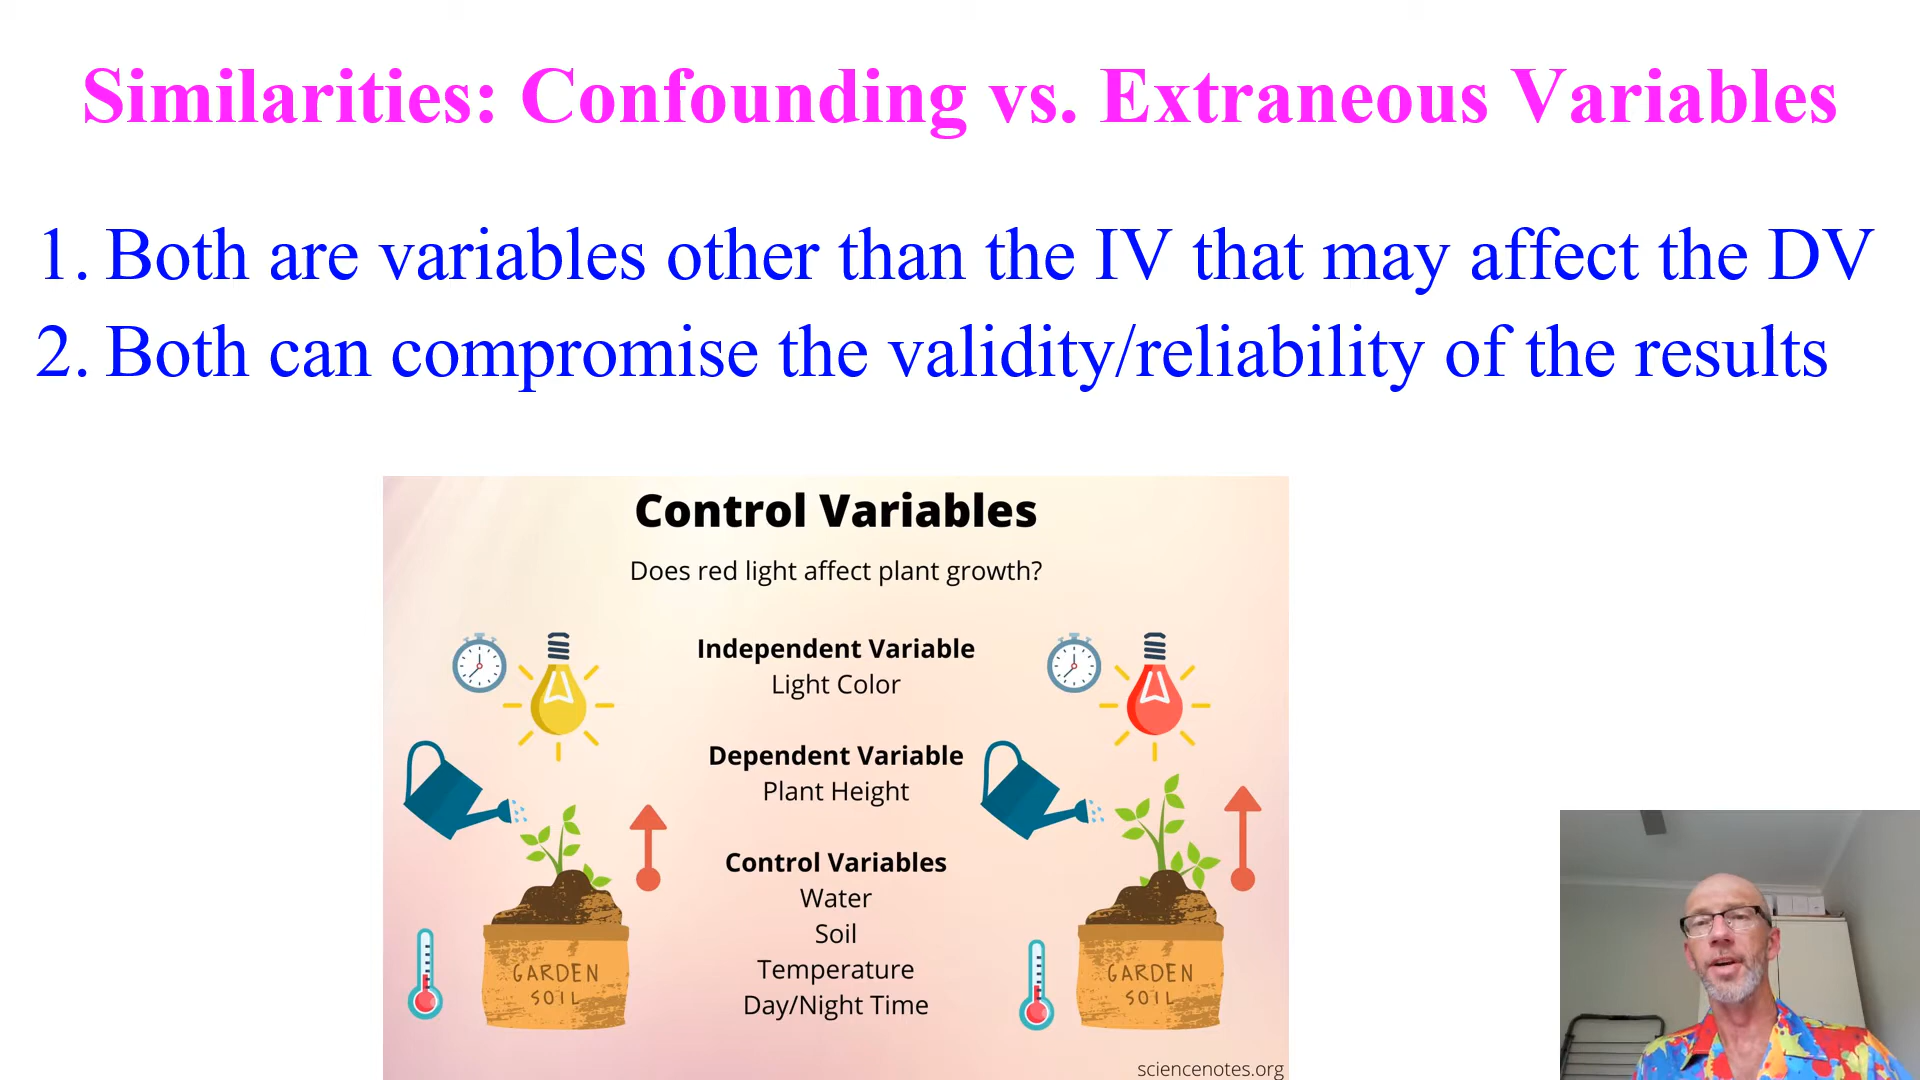 Similarities: Confounding vs. Extraneous Variables
1. Both are variables other than the IV that may affect the DV
2. Both can compromise the validity/reliability of the results
Control Variables
Does red light affect plant growth?
Independent Variable
Light Color
Dependent Variable
Plant Height
Control Variables
Water
Soil
Temperature
Day/Night Time
GARDEN
SOIL
GARDEN
SOIL
sciencenotes.org